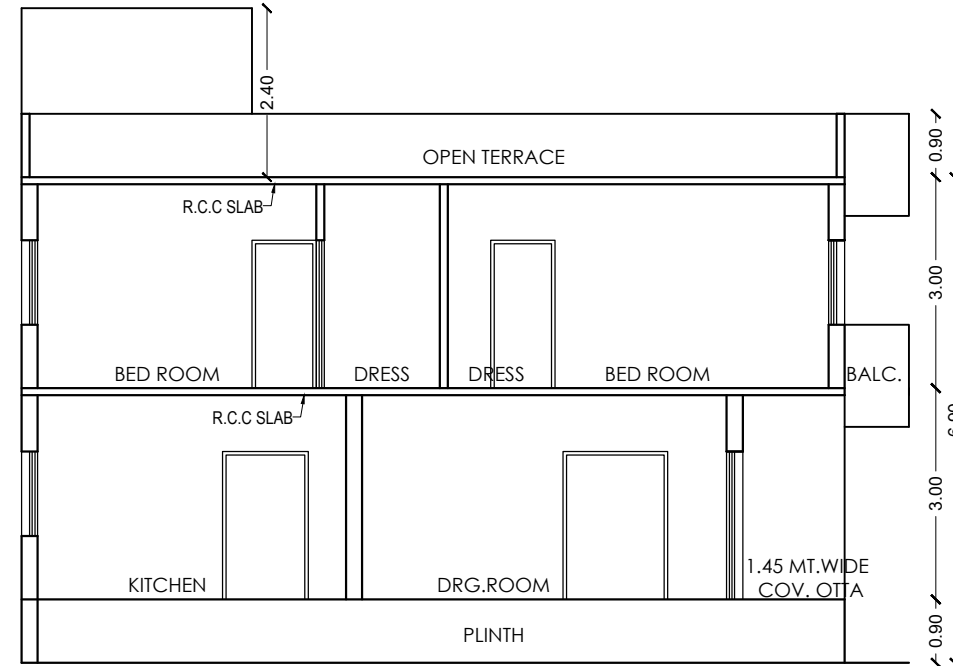 2.40
OPEN TERRACE
0.90
R.C.C SLAB
3.00
BED ROOM
DRESS
DRESS
BED ROOM
BALC.
R.C.C SLAB
3.00
KITCHEN
DRG.ROOM
1.45 MT.WIDE
COV. OTTA
PLINTH
0.90